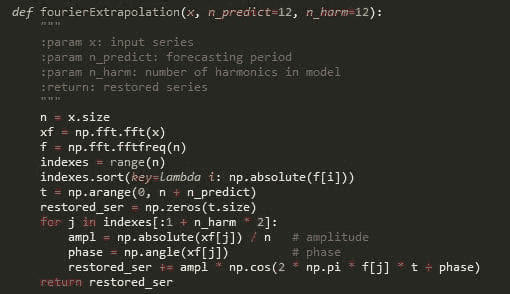 def fourierExtrapolation(x, n_predict=12, n_harm=12):
    """
    :param x: input series
    :param n_predict: forecasting period
    :param n_harm: number of harmonics in model
    :return: restored series
    """
    n = x.size
    xf = np.fft.fft(x)
    f = np.fft.fftfreq(n)
    indexes = range(n)
    indexes.sort(key=lambda i: np.absolute(f[i]))
    t = np.arange(0, n + n_predict)
    restored_ser = np.zeros(t.size)
    for j in indexes[:1 + n_harm * 2]:
        ampl = np.absolute(xf[j]) / n   # amplitude
        phase = np.angle(xf[j])         # phase
        restored_ser += ampl * np.cos(2 * np.pi * f[j] * t + phase)
    return restored_ser